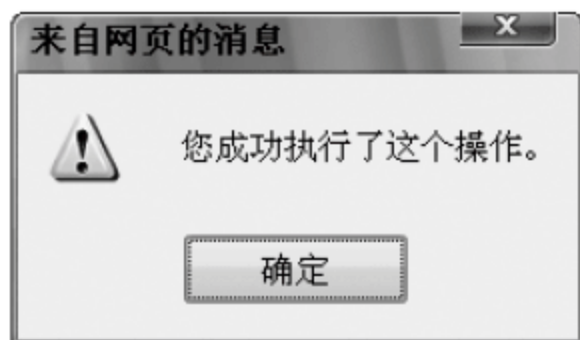 来自网页的消息
您成功执行了这个操作。
确定